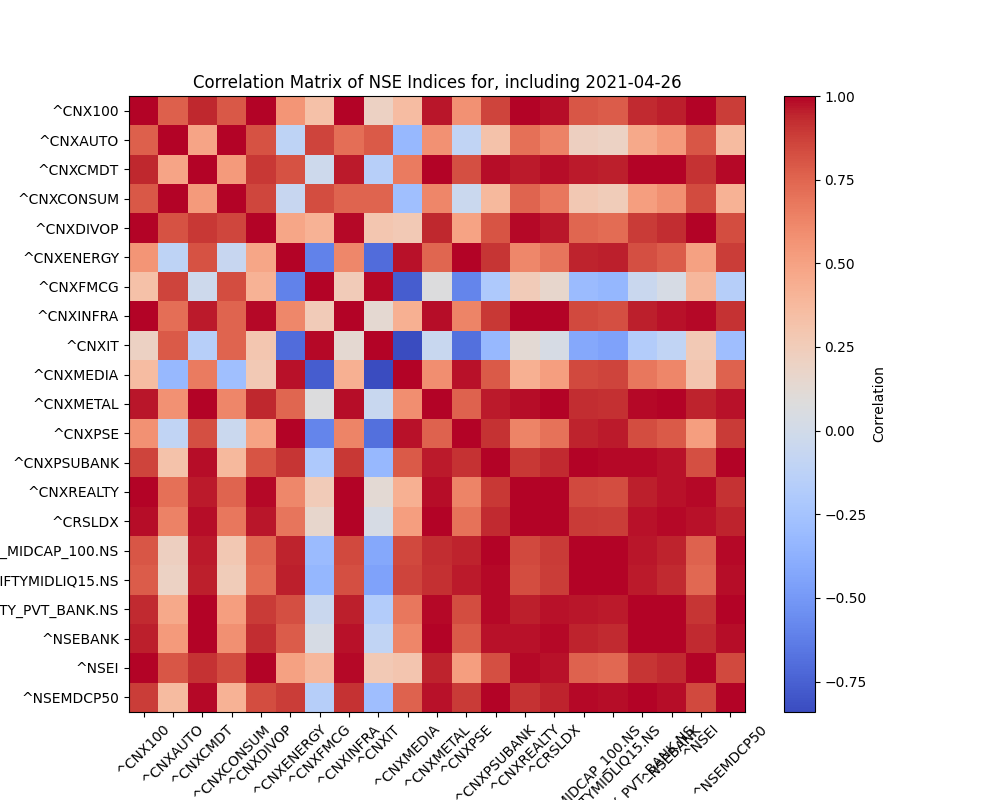 Correlation Matrix of NSE Indices for, including 2021-04-26
^CNX100
^CNXAUTO
^CNXCMDT
^CNXCONSUM
^CNXDIVOP
^CNXENERGY
^CNXFMCG
^CNXINFRA
^CNXIT
^CNXMEDIA
^CNXMETAL
^CNXPSE
^CNXPSUBANK
^CNXREALTY
^CRSLDX
_MIDCAP_100.NS
IFTYMIDLIQ15.NS
TY_PVT_BANK.NS
^NSEBANK
^NSEI
^NSEMDCP50
^CNX100
^CNXAUTO
^CNXCMDT
^CNXCONSUM
^CNXDIVOP
^CNXENERGY
^CNXFMCG
^CNXINFRA
^CNXIT
^CNXMEDIA
^CNXMETAL
^CNXPSE
^CNXPSUBANK
^CNXREALTY
^CRSLDX
MIDCAP_100.NS
TYMIDLIQ15.NS
_PVT_BANK.NS
^NSEBANK
^NSEI
^NSEMDCP50
1.00
0.75
0.50
0.25
0.00
−0.25
−0.50
−0.75
Correlation